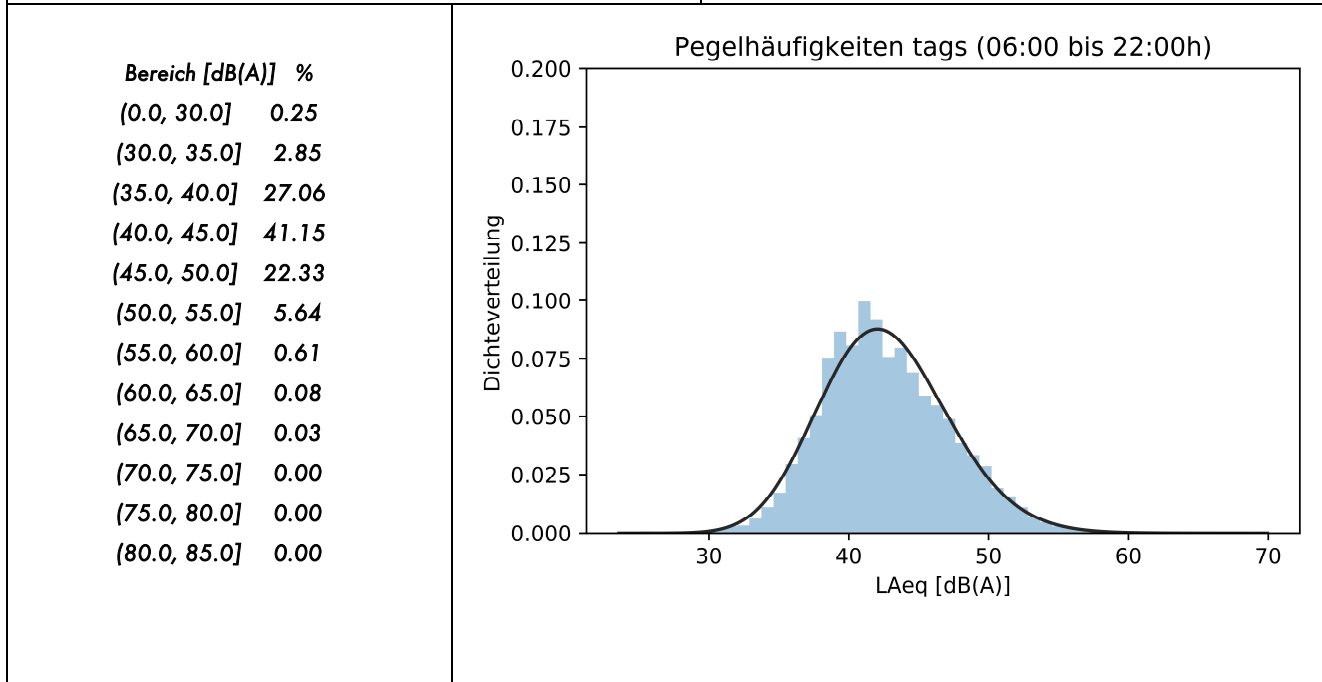 Bereich [dB(A)] %
(0.0, 30.0] 0.25
(30.0, 35.0] 2.85
(35.0, 40.0] 27.06
(40.0, 45.0] 41.15
(45.0, 50.0] 22.33
(50.0, 55.0] 5.64
(55.0, 60.0] 0.61
(60.0, 65.0] 0.08
(65.0, 70.0] 0.03
(70.0, 75.0] 0.00
(75.0, 80.0] 0.00
(80.0, 85.0] 0.00
Pegelhäufigkeiten tags (06:00 bis 22:00h)
Dichteverteilung
0.200
0.175
0.150
0.125
0.100
0.075
0.050
0.025
0.000
30 40 50 60 70
LAeq [dB(A)]